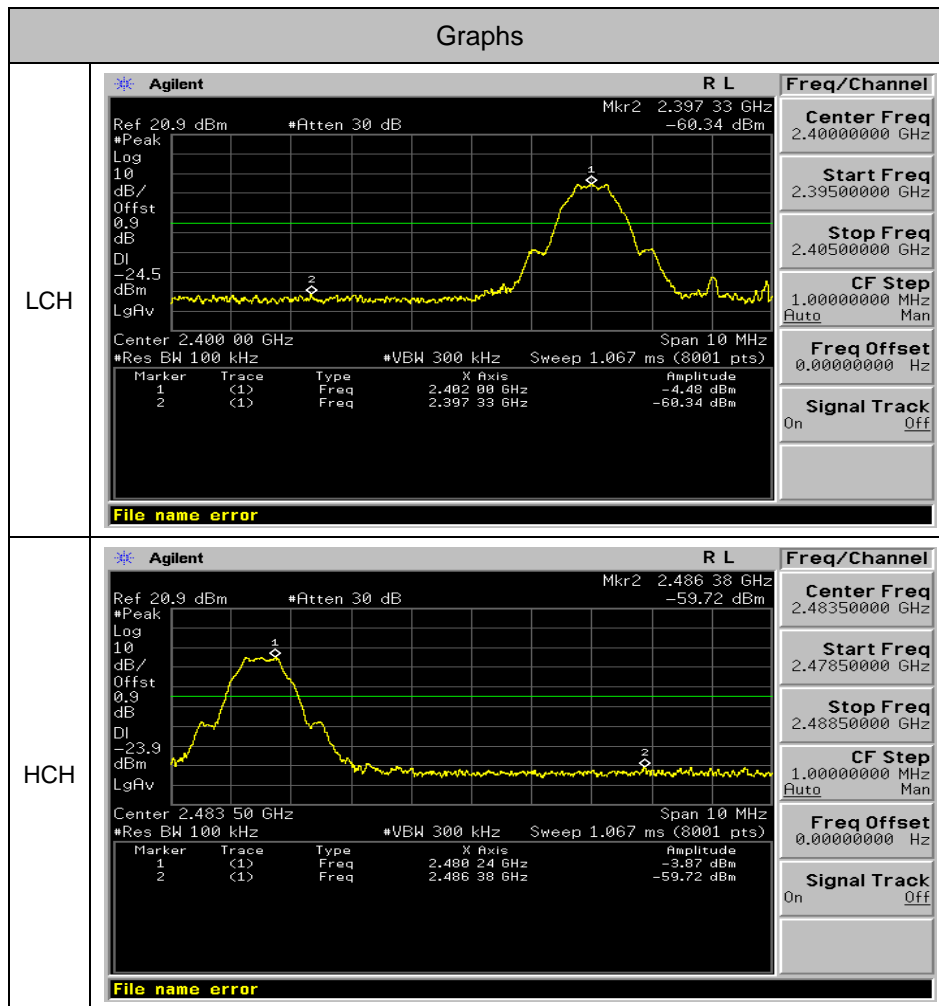 Graphs
LCH
Agilent R L
Mkr2 2.397 33 GHz
Ref 20.9 dBm #Atten 30 dB -60.34 dBm
#Peak
Log
10
dB/
Offst
0.9
dB
DI
-24.5
dBm
LgAv
1
2
Center 2.400 00 GHz Span 10 MHz
#Res BW 100 kHz #VBW 300 kHz Sweep 1.067 ms (8001 pts)
Marker Trace Type X Axis Amplitude
1 (1) Freq 2.402 00 GHz -4.48 dBm
2 (1) Freq 2.397 33 GHz -60.34 dBm
File name error
Freq/Channel
Center Freq
2.40000000 GHz
Start Freq
2.39500000 GHz
Stop Freq
2.40500000 GHz
CF Step
1.00000000 MHz
Auto Man
Freq Offset
0.00000000 Hz
Signal Track
On Off
HCH
Agilent R L
Mkr2 2.486 38 GHz
Ref 20.9 dBm #Atten 30 dB -59.72 dBm
#Peak
Log
10
dB/
Offst
0.9
dB
DI
-23.9
dBm
LgAv
1
2
Center 2.483 50 GHz Span 10 MHz
#Res BW 100 kHz #VBW 300 kHz Sweep 1.067 ms (8001 pts)
Marker Trace Type X Axis Amplitude
1 (1) Freq 2.480 24 GHz -3.87 dBm
2 (1) Freq 2.486 38 GHz -59.72 dBm
File name error
Freq/Channel
Center Freq
2.48350000 GHz
Start Freq
2.47850000 GHz
Stop Freq
2.48850000 GHz
CF Step
1.00000000 MHz
Auto Man
Freq Offset
0.00000000 Hz
Signal Track
On Off